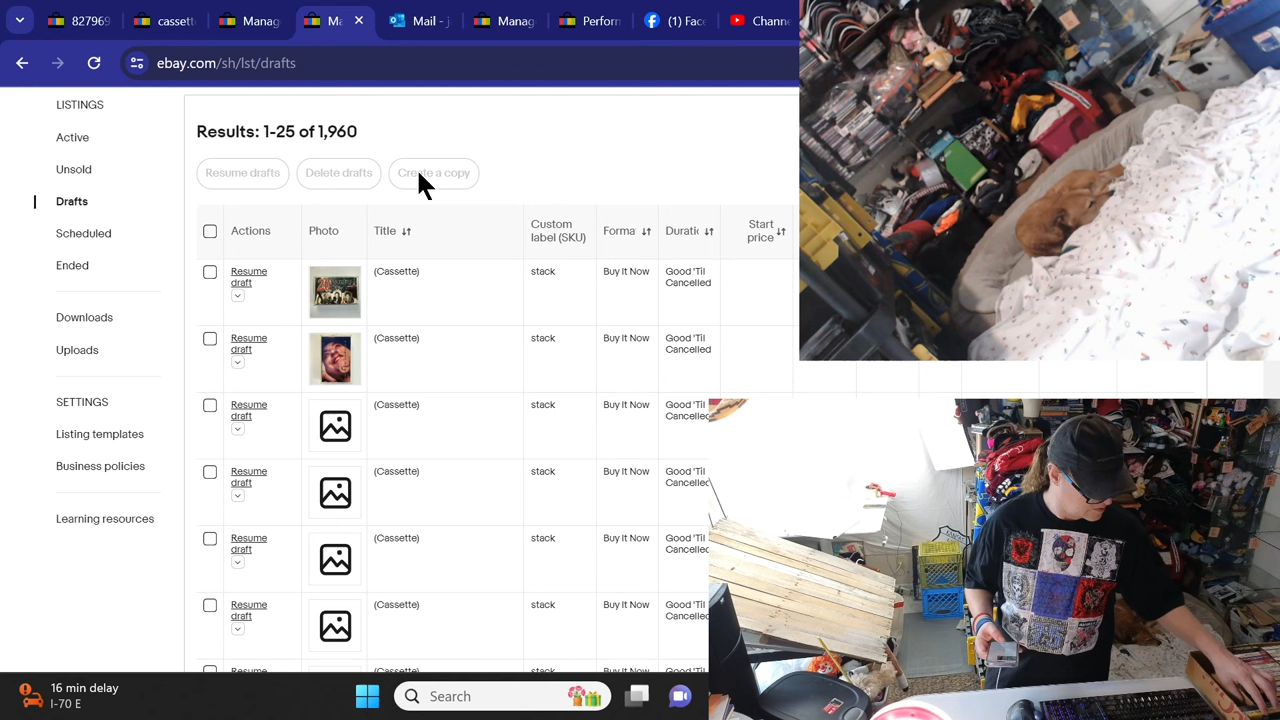 827969
cassett
Manag
Ma
Mail - j
Manag
Perforn
(1) Fac
Chann
ebay.com/sh/lst/drafts
LISTINGS
Active
Unsold
Drafts
Scheduled
Ended
Downloads
Uploads
SETTINGS
Listing templates
Business policies
Learning resources
Results: 1-25 of 1,960
Resume drafts Delete drafts Create a copy
Actions Photo Title Custom label (SKU) Forma Duratic Start price
Resume draft (Cassette) stack Buy It Now Good 'Til Cancelled
Resume draft (Cassette) stack Buy It Now Good 'Til Cancelled
Resume draft (Cassette) stack Buy It Now Good 'Til Cancelled
Resume draft (Cassette) stack Buy It Now Good 'Til Cancelled
Resume draft (Cassette) stack Buy It Now Good 'Til Cancelled
Resume draft (Cassette) stack Buy It Now Good 'Til Cancelled
16 min delay
I-70 E
Search